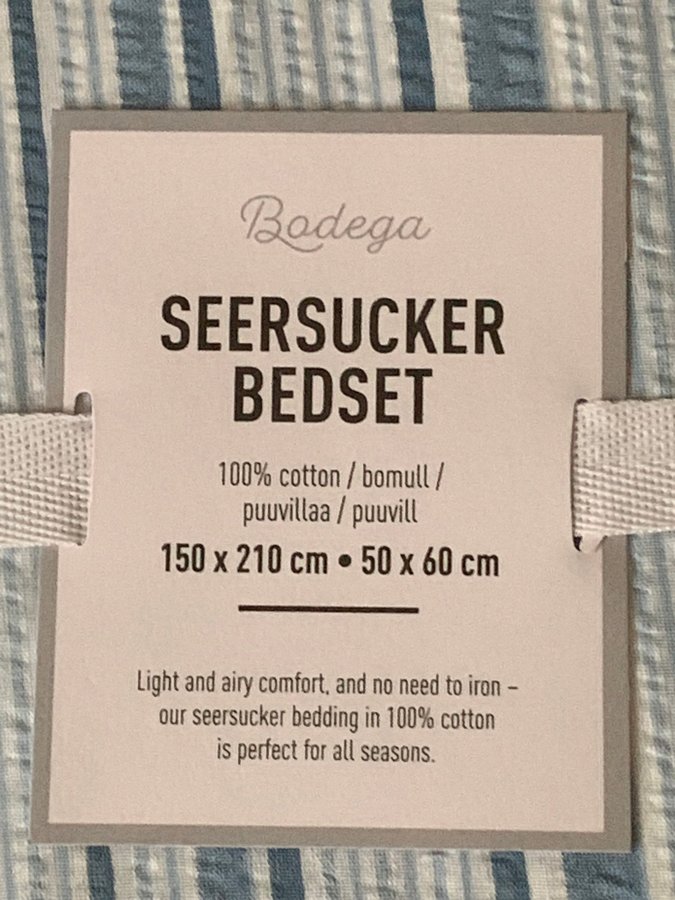 Bodega
SEERSUCKER
BEDSET
100% cotton / bomull /
puuvillaa / puuvill
150 x 210 cm • 50 x 60 cm
Light and airy comfort, and no need to iron –
our seersucker bedding in 100% cotton
is perfect for all seasons.